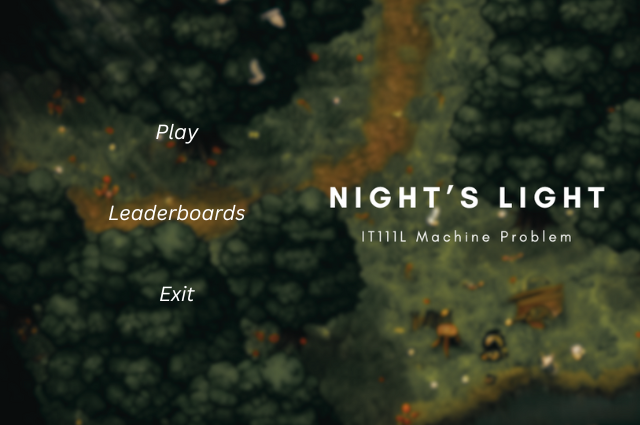 Play
Leaderboards
Exit
NIGHT'S LIGHT
IT111L Machine Problem